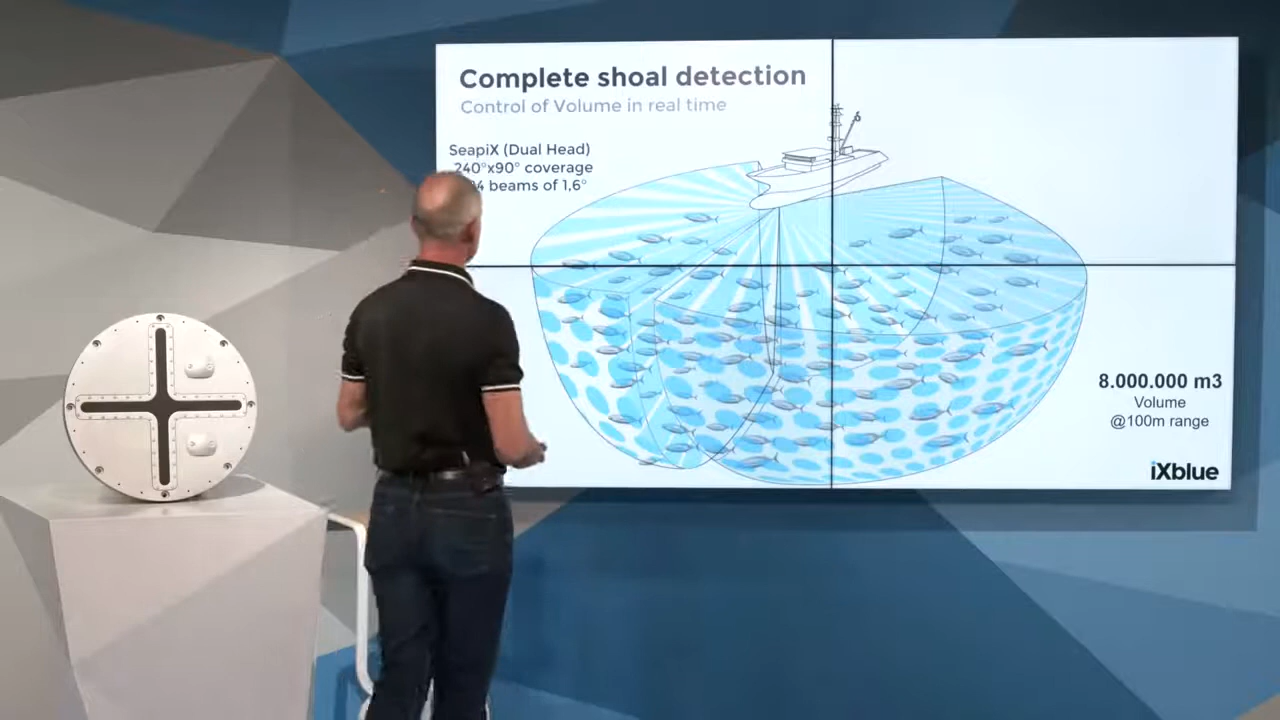 Complete shoal detection
Control of Volume in real time
SeapiX (Dual Head)
240°x90° coverage
beams of 1,6°
8.000.000 m3
Volume
@100m range
iXblue